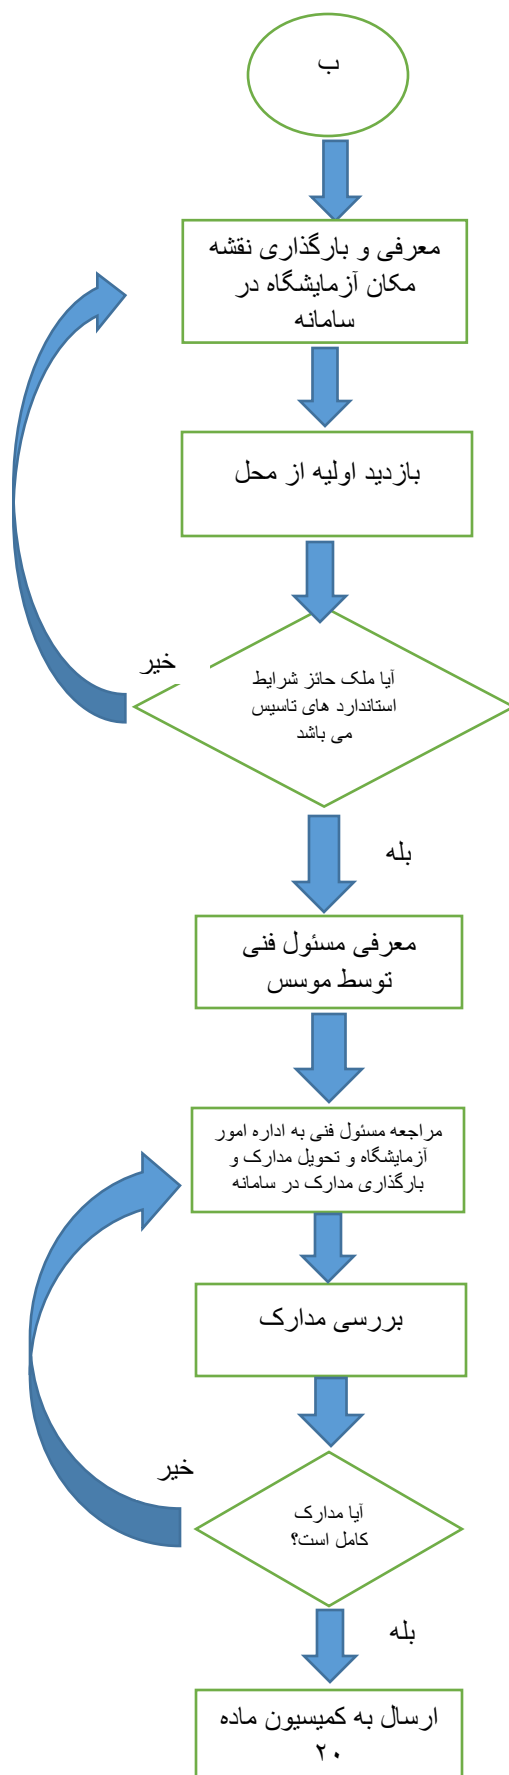 ب
معرفی و بارگذاری نقشه
مکان آزمایشگاه در
سامانه
بازدید اولیه از محل
خیر
آیا ملک حائز شرایط
استاندارد های تاسیس
می باشد
بله
معرفی مسئول فنی
توسط موسس
مراجعه مسئول فنی به اداره امور
آزمایشگاه و تحویل مدارک و
بارگذاری مدارک در سامانه
بررسی مدارک
خیر
آیا مدارک
کامل است؟
بله
ارسال به کمیسیون ماده
۲۰